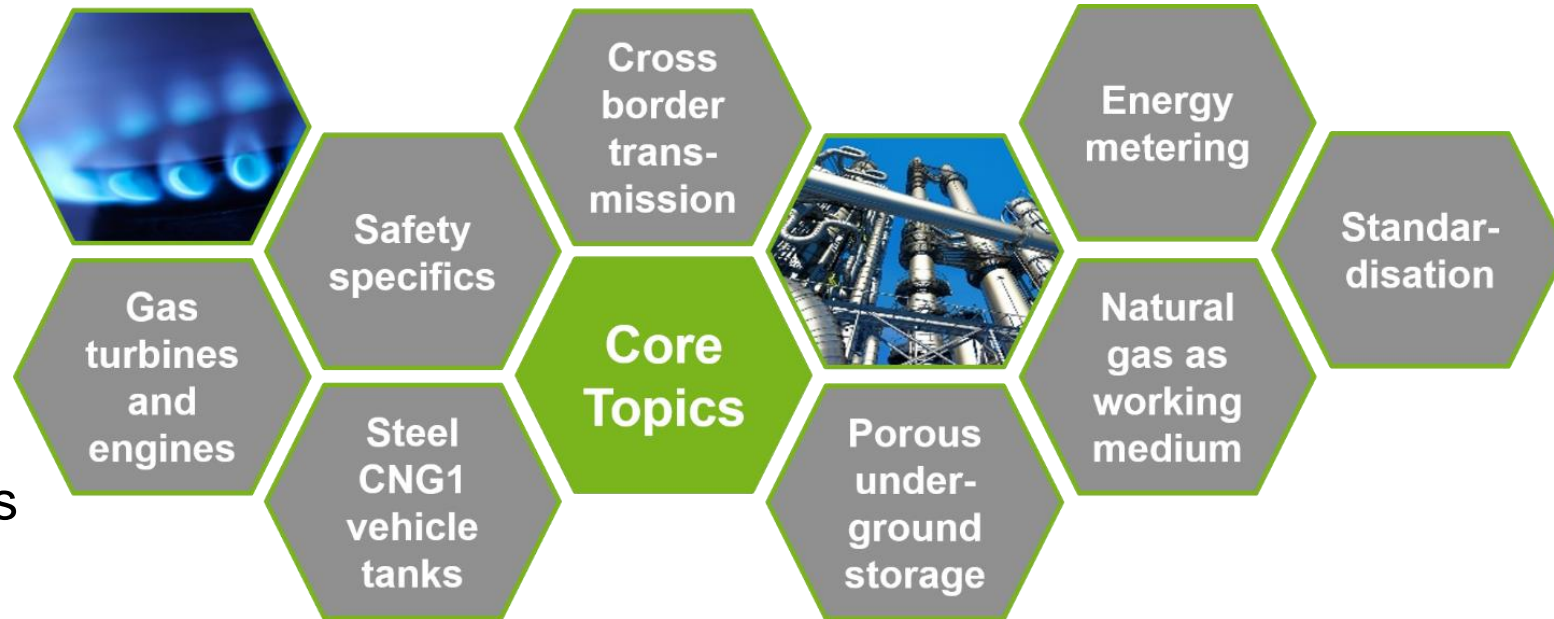 Cross
border
trans-
mission
Energy
metering
Safety
specifics
Standar-
disation
Gas
turbines
and
engines
Core
Topics
Natural
gas as
working
medium
Steel
CNG1
vehicle
tanks
Porous
under-
ground
storage
s